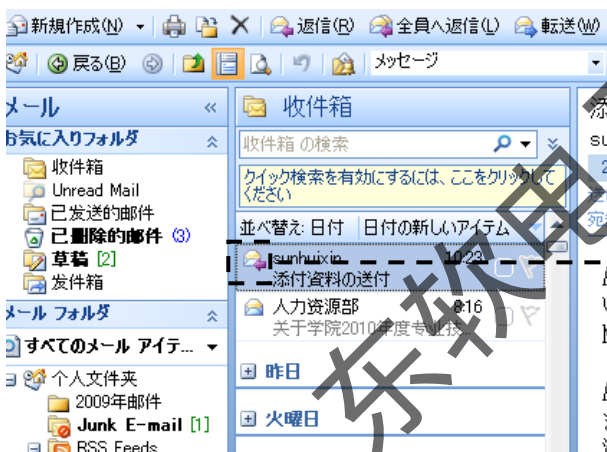 新規作成(N) 返信(R) 全員へ返信(L) 転送(W)
戻る(B) メッセージ
メール
お気に入りフォルダ
收件箱
Unread Mail
已发送的邮件
已删除的邮件 (3)
草稿 [2]
发件箱
メール フォルダ
すべてのメール アイテ...
个人文件夹
2009年邮件
Junk E-mail [1]
RSS Feeds
收件箱
收件箱 の検索
クイック検索を有効にするには、ここをクリックして
ください
並べ替え: 日付 日付の新しいアイテム
sunhuixin 10:23
添付資料の送付
人力资源部 8:16
关于学院2010年度专业技
昨日
火曜日
添
su
东软电